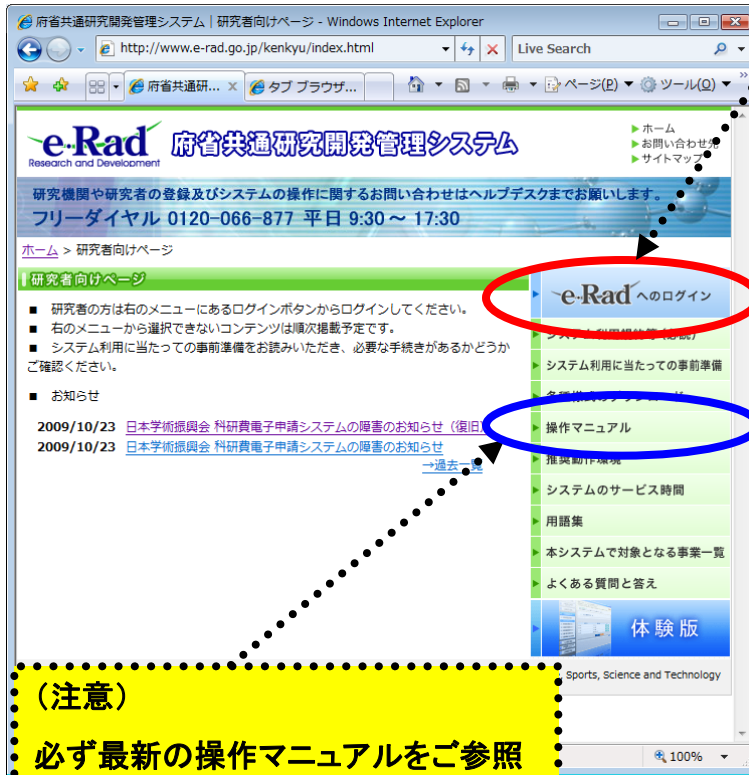 府省共通研究開発管理システム | 研究者向けページ - Windows Internet Explorer
http://www.e-rad.go.jp/kenkyu/index.html
Live Search
府省共通研...
タブ ブラウザ...
ページ(P)
ツール(O)
e-Rad
Research and Development
府省共通研究開発管理システム
ホーム
お問い合わせ先
サイトマップ
研究機関や研究者の登録及びシステムの操作に関するお問い合わせはヘルプデスクまでお願いします。
フリーダイヤル 0120-066-877 平日 9:30～ 17:30
ホーム > 研究者向けページ
研究者向けページ
■ 研究者の方は右のメニューにあるログインボタンからログインしてください。
■ 右のメニューから選択できないコンテンツは順次掲載予定です。
■ システム利用に当たっての事前準備をお読みいただき、必要な手続きがあるかどうか
ご確認ください。
■ お知らせ
2009/10/23 日本学術振興会 科研費電子申請システムの障害のお知らせ（復旧）
2009/10/23 日本学術振興会 科研費電子申請システムの障害のお知らせ
→過去一覧
e-Radへのログイン
システム利用に当たっての事前準備
操作マニュアル
推奨動作環境
システムのサービス時間
用語集
本システムで対象となる事業一覧
よくある質問と答え
体験版
Sports, Science and Technology
（注意）
必ず最新の操作マニュアルをご参照
100%